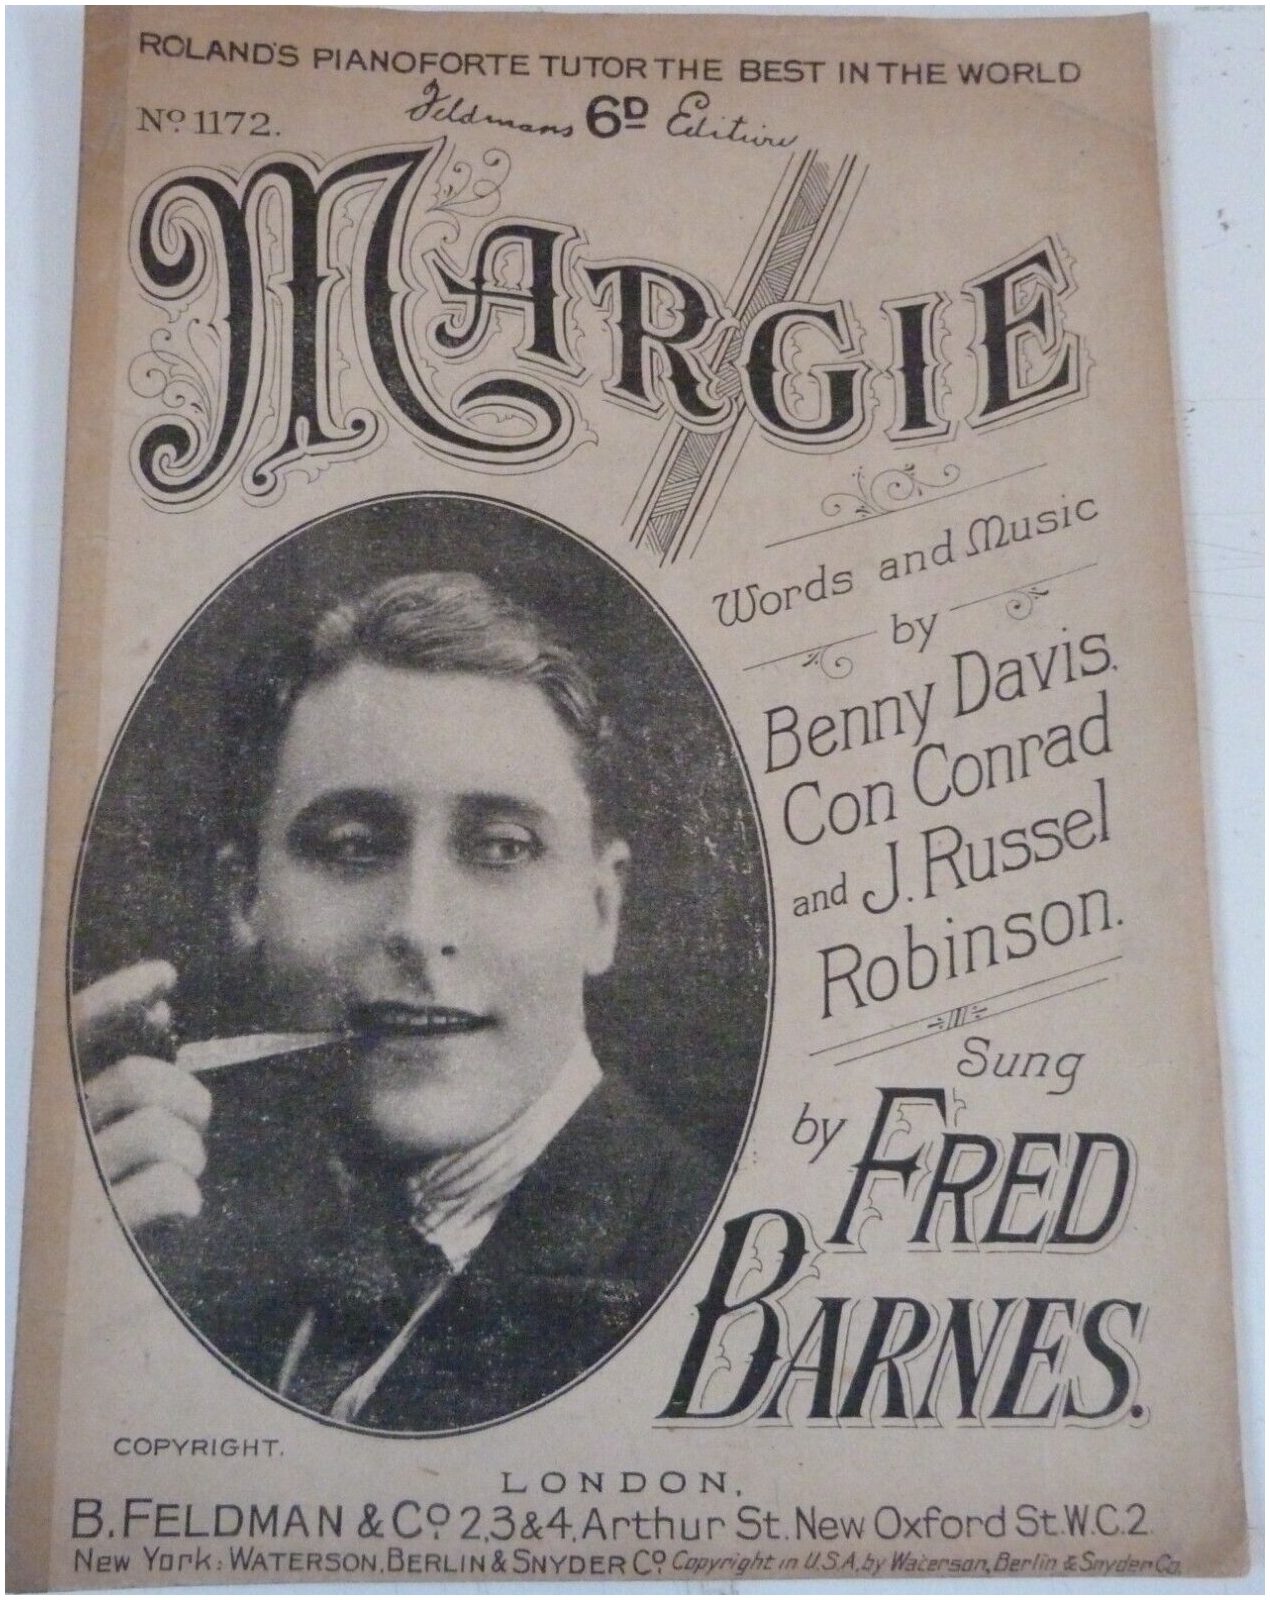 ROLAND'S PIANOFORTE TUTOR THE BEST IN THE WORLD
No. 1172.
Feldmans 6D Edition
MARGIE
Words and Music
by
Benny Davis.
Con Conrad
and J. Russel
Robinson.
Sung
by FRED
BARNES.
COPYRIGHT.
LONDON,
B. FELDMAN & Co. 2, 3 & 4, Arthur St. New Oxford St. W.C.2.
New York: WATERSON, BERLIN & SNYDER Co. Copyright in U.S.A. by Waterson, Berlin & Snyder Co.